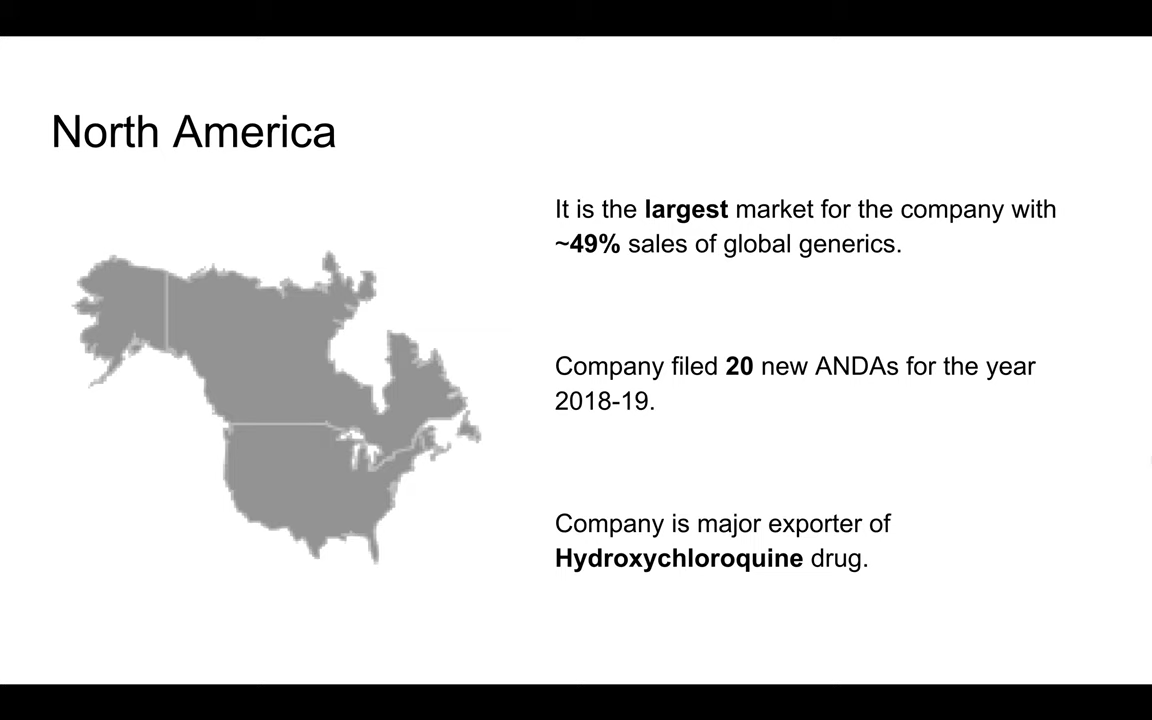 North America
It is the largest market for the company with
~49% sales of global generics.
Company filed 20 new ANDAs for the year
2018-19.
Company is major exporter of
Hydroxychloroquine drug.